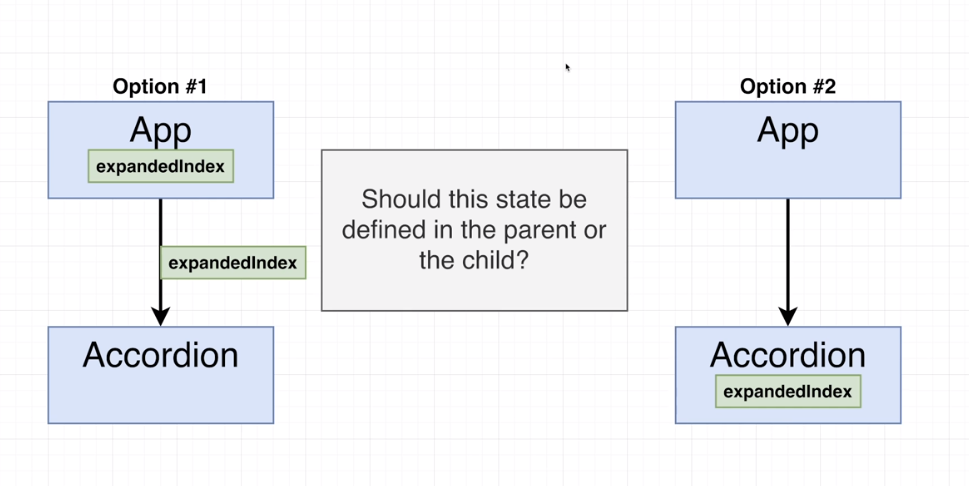 Option #1
App
expandedIndex
expandedIndex
Accordion
Should this state be
defined in the parent or
the child?
Option #2
App
Accordion
expandedIndex